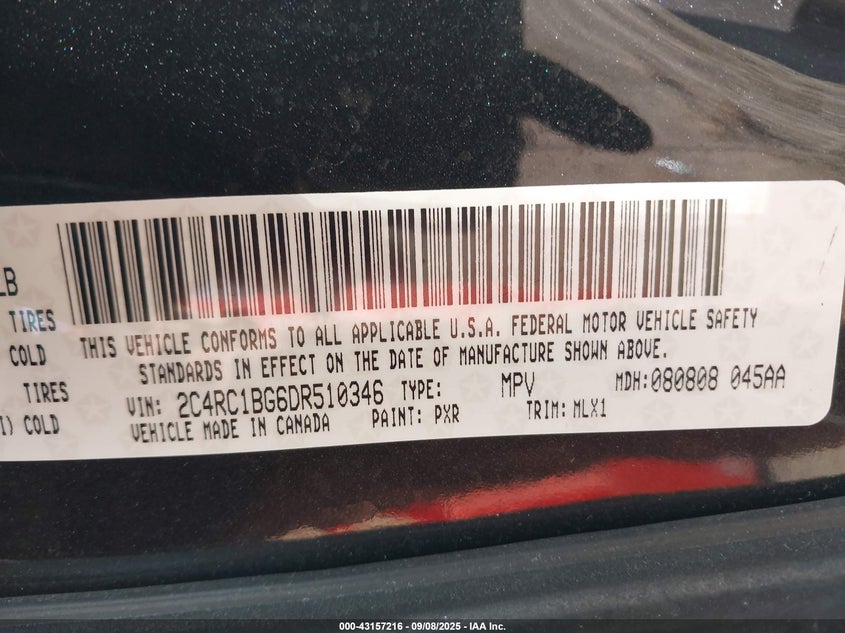 LB
TIRES
COLD
TIRES
I) COLD
THIS VEHICLE CONFORMS TO ALL APPLICABLE U.S.A. FEDERAL MOTOR VEHICLE SAFETY
STANDARDS IN EFFECT ON THE DATE OF MANUFACTURE SHOWN ABOVE.
VIN: 2C4RC1BG6DR510346 TYPE: MPV MDH:080808 045AA
VEHICLE MADE IN CANADA PAINT: PXR TRIM: MLX1
000-43157216 - 09/08/2025 - IAA Inc.